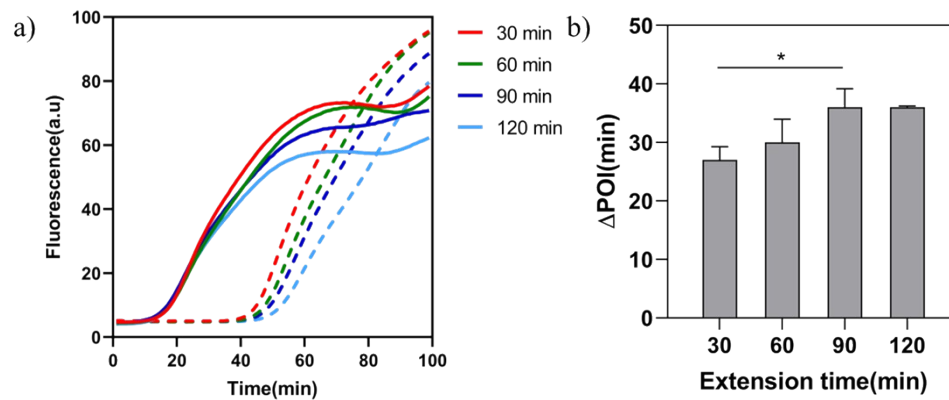 a)
Fluorescence(a.u)
100
80
60
40
20
0
0 20 40 60 80 100
Time(min)
30 min
60 min
90 min
120 min
b)
ΔPOI(min)
50
40
30
20
10
0
*
30 60 90 120
Extension time(min)